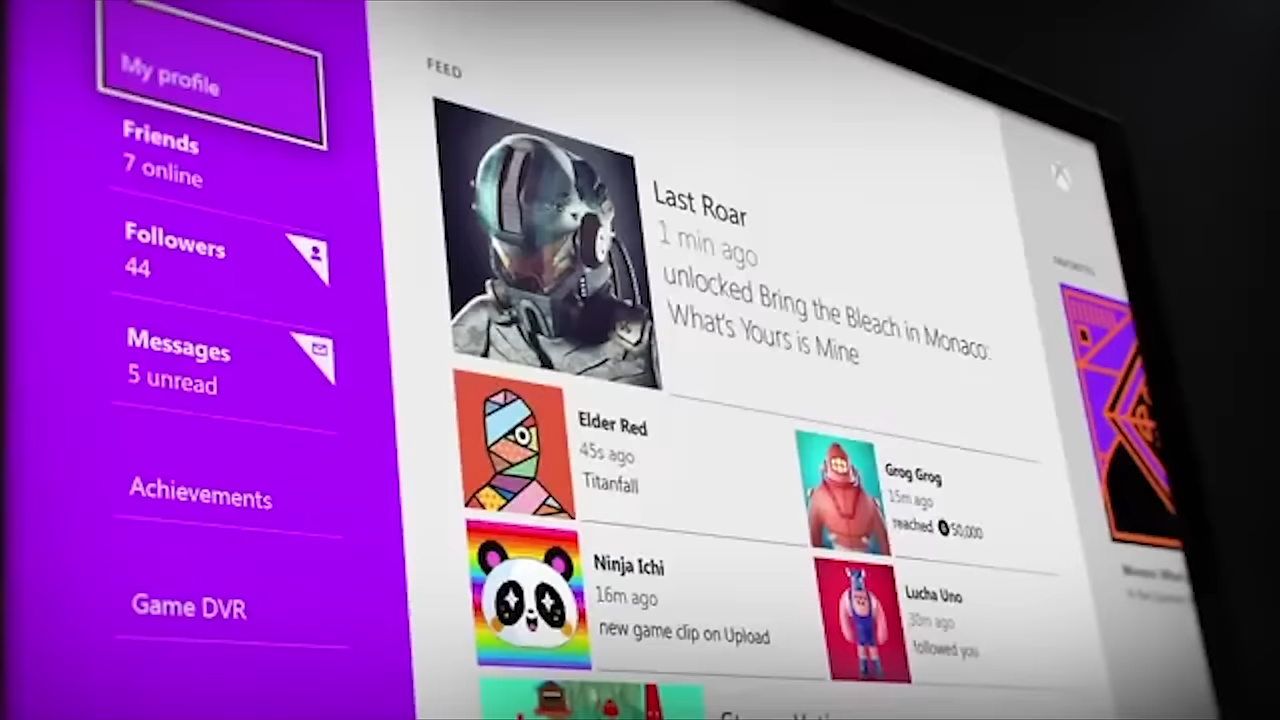 My profile
Friends
7 online
Followers
44
Messages
5 unread
Achievements
Game DVR
FEED
Last Roar
1 min ago
unlocked Bring the Bleach in Monaco:
What's Yours is Mine
Elder Red
45s ago
Titanfall
Grog Grog
15m ago
reached 50,000
Ninja Ichi
16m ago
new game clip on Upload
Lucha Uno
30m ago
followed you
FAVORITES